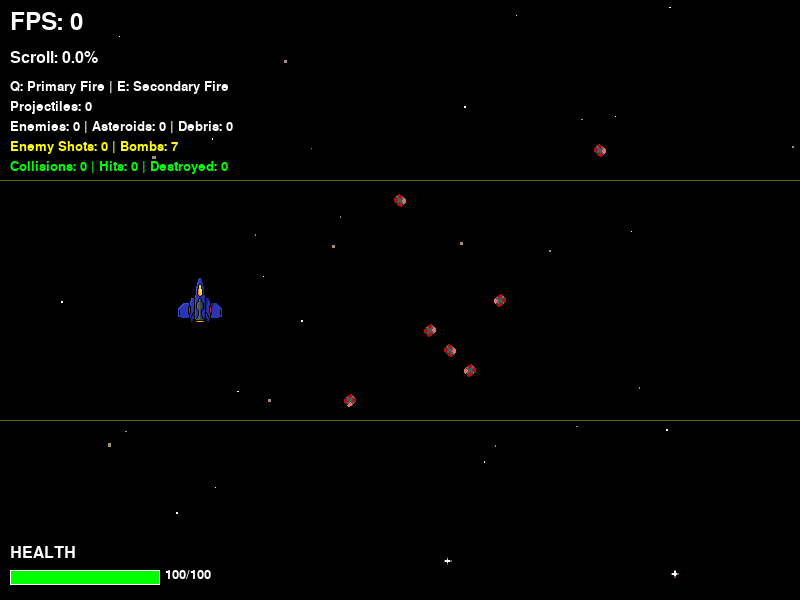 FPS: 0
Scroll: 0.0%
Q: Primary Fire | E: Secondary Fire
Projectiles: 0
Enemies: 0 | Asteroids: 0 | Debris: 0
Enemy Shots: 0 | Bombs: 7
Collisions: 0 | Hits: 0 | Destroyed: 0
HEALTH
100/100